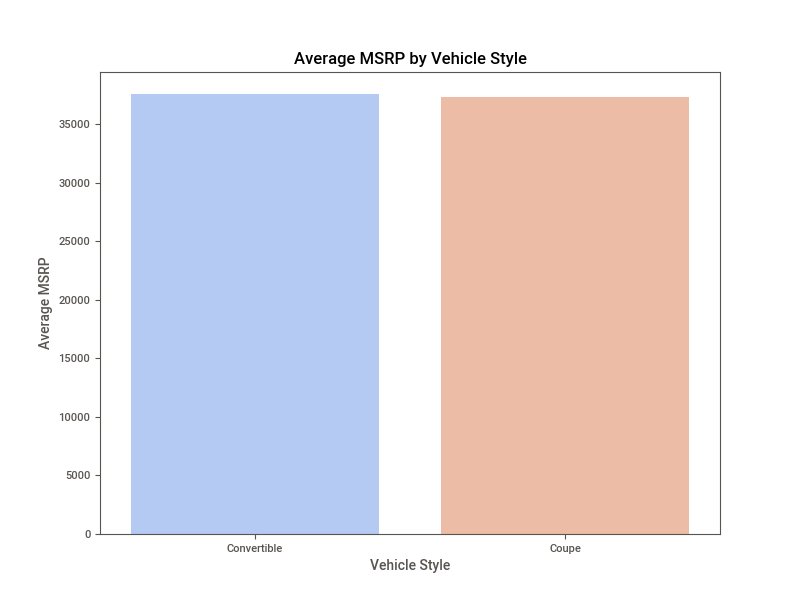 Average MSRP by Vehicle Style
Average MSRP
35000
30000
25000
20000
15000
10000
5000
0
Convertible
Coupe
Vehicle Style